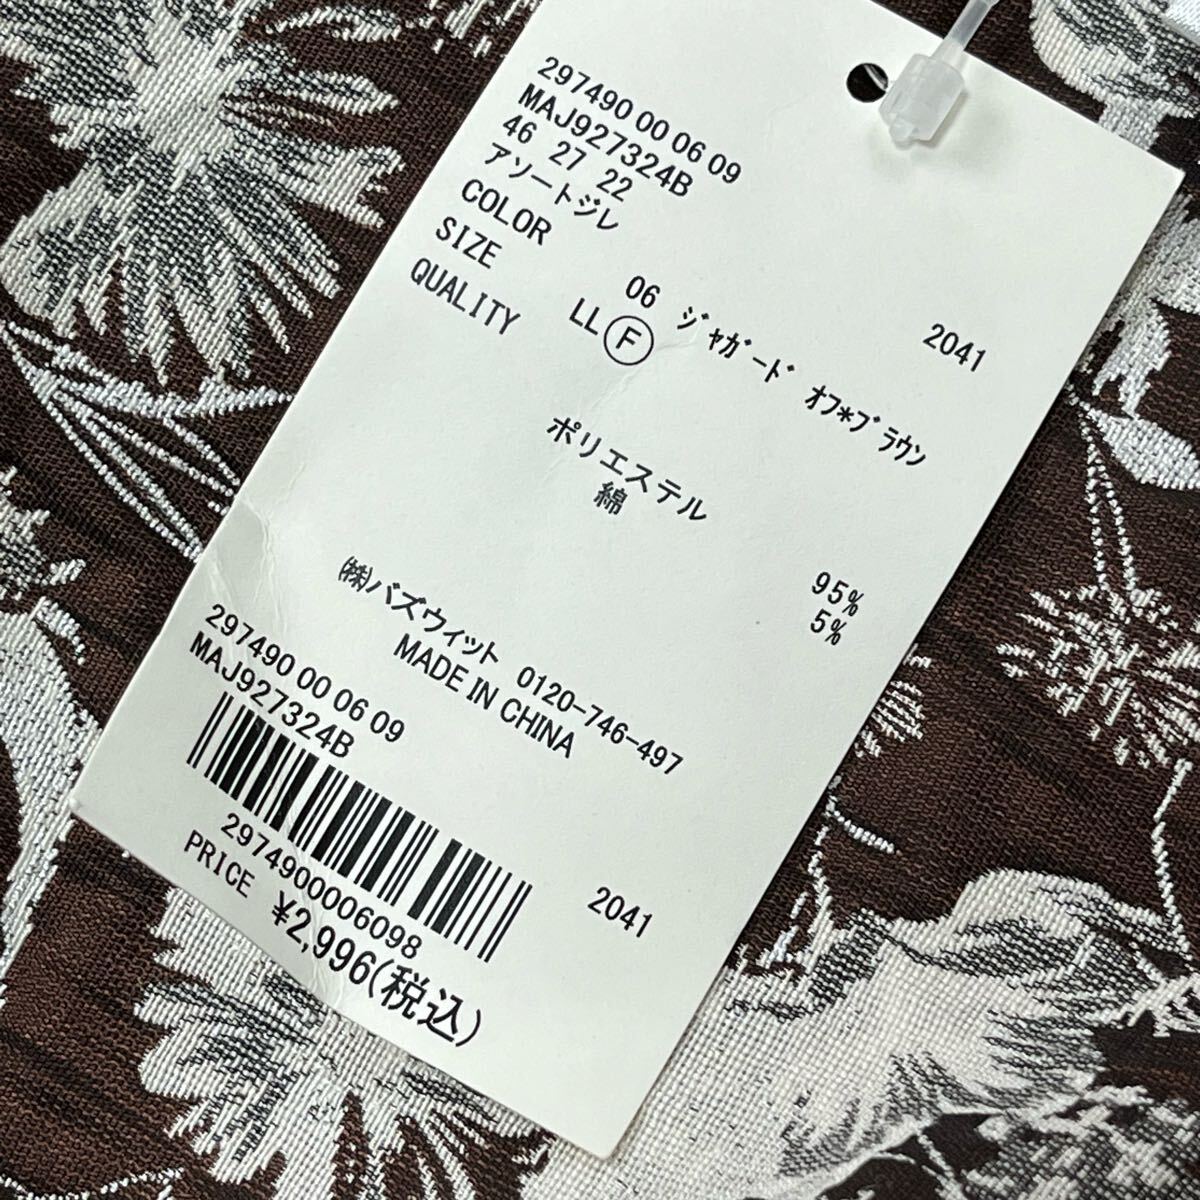 297490 00 06 09
MAJ927324B
46 27 22
アソートジレ
COLOR 06 ｼﾞｬｶﾞｰﾄﾞ ｵﾌ*ﾌﾞﾗｳﾝ
SIZE LL Ⓕ 2041
QUALITY
ポリエステル 95%
綿 5%
㈱バズウィット 0120-746-497
MADE IN CHINA
297490 00 06 09
MAJ927324B
2974900006098
2041
PRICE ¥2,996(税込)